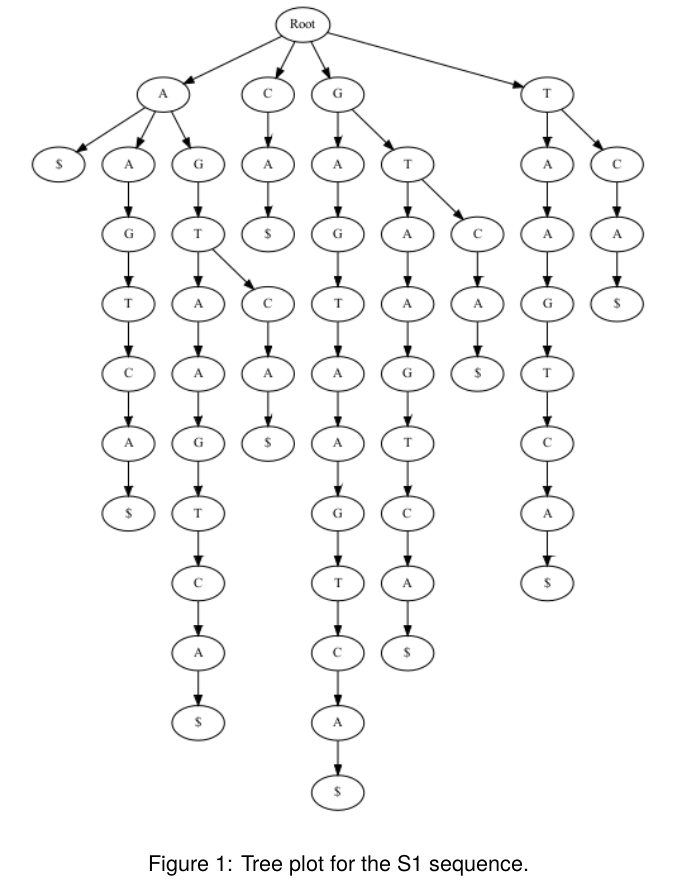 Root
A C G T
$ A G A A T A C
G T $ G A C A A
T A C T A A G $
C A A A G $ T
A G $ A T C
$ T G C A
C T A $
A C $
$ A
$
Figure 1: Tree plot for the S1 sequence.